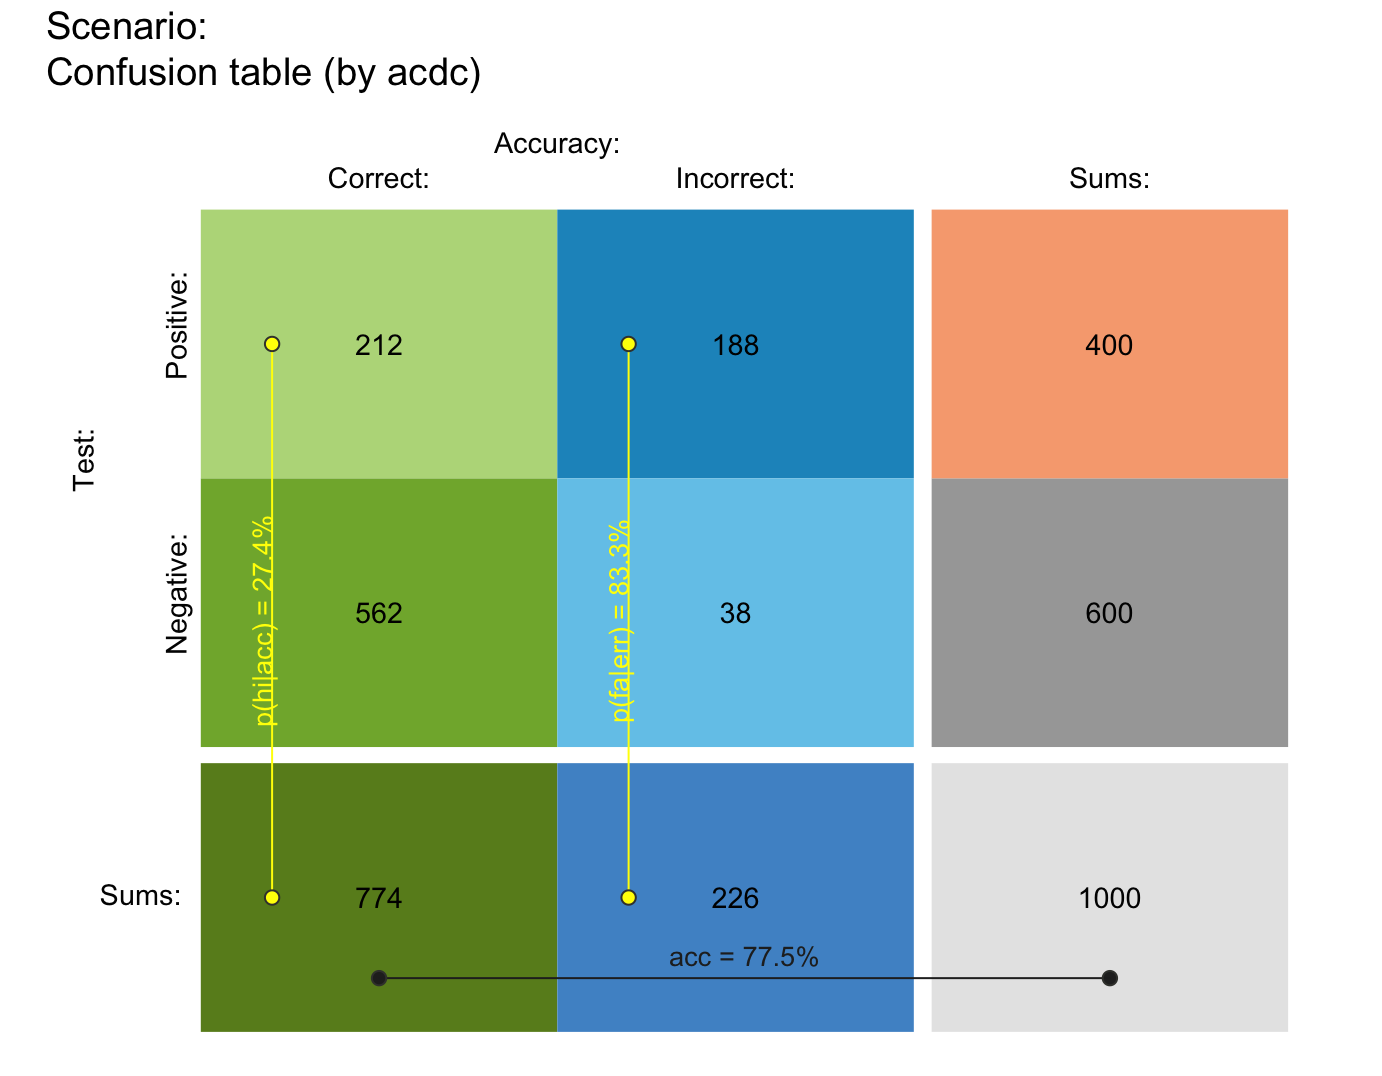 Scenario:
Confusion table (by acdc)
Accuracy:
Correct:
Incorrect:
Sums:
Test:
Positive:
212
188
400
Negative:
p(hi|acc) = 27.4%
562
p(fa|err) = 83.3%
38
600
Sums:
774
226
1000
acc = 77.5%